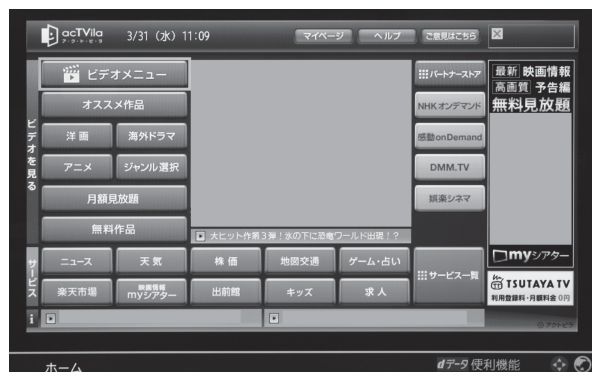 acTVila
アクトビラ
3/31（水）11:09
マイページ
ヘルプ
ご意見はこちら
ビデオを見る
ビデオメニュー
オススメ作品
洋画
海外ドラマ
アニメ
ジャンル選択
月額見放題
無料作品
大ヒット作第3弾！氷の下に恐竜ワールド出現！？
パートナーストア
NHKオンデマンド
感動onDemand
DMM.TV
娯楽シネマ
最新 映画情報
高画質 予告編
無料見放題
myシアター
TSUTAYA TV
利用登録料・月額料金 0円
サービス
ニュース
天気
株価
地図交通
ゲーム・占い
楽天市場
映画情報
myシアター
出前館
キッズ
求人
サービス一覧
i
© アクトビラ
ホーム
dデータ 便利機能